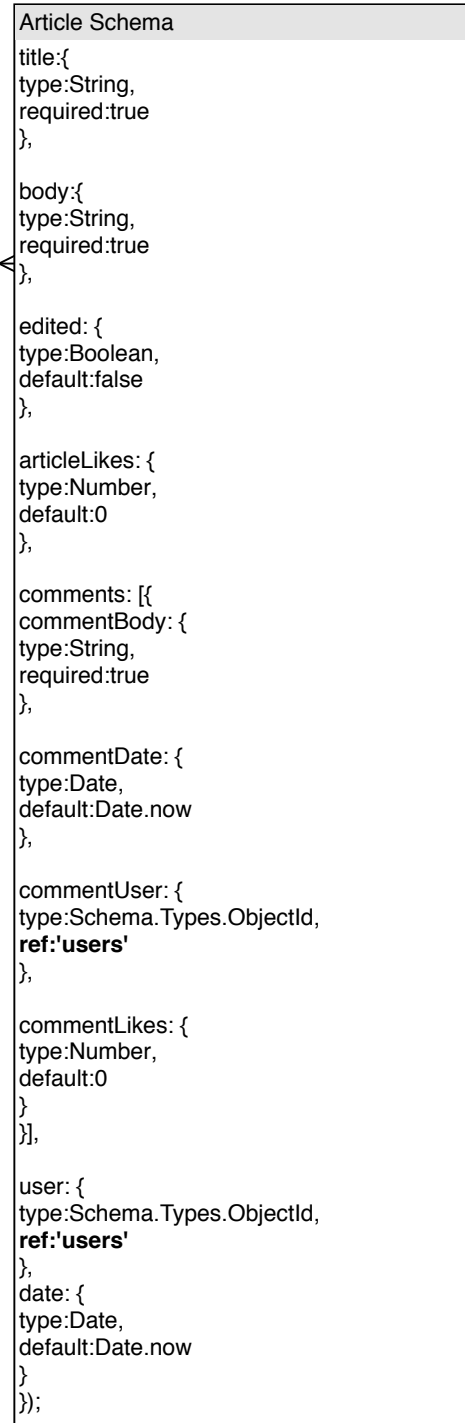 Article Schema
title:{
type:String,
required:true
},
body:{
type:String,
required:true
},
edited: {
type:Boolean,
default:false
},
articleLikes: {
type:Number,
default:0
},
comments: [{
commentBody: {
type:String,
required:true
},
commentDate: {
type:Date,
default:Date.now
},
commentUser: {
type:Schema.Types.ObjectId,
ref:'users'
},
commentLikes: {
type:Number,
default:0
}
}],
user: {
type:Schema.Types.ObjectId,
ref:'users'
},
date: {
type:Date,
default:Date.now
}
});